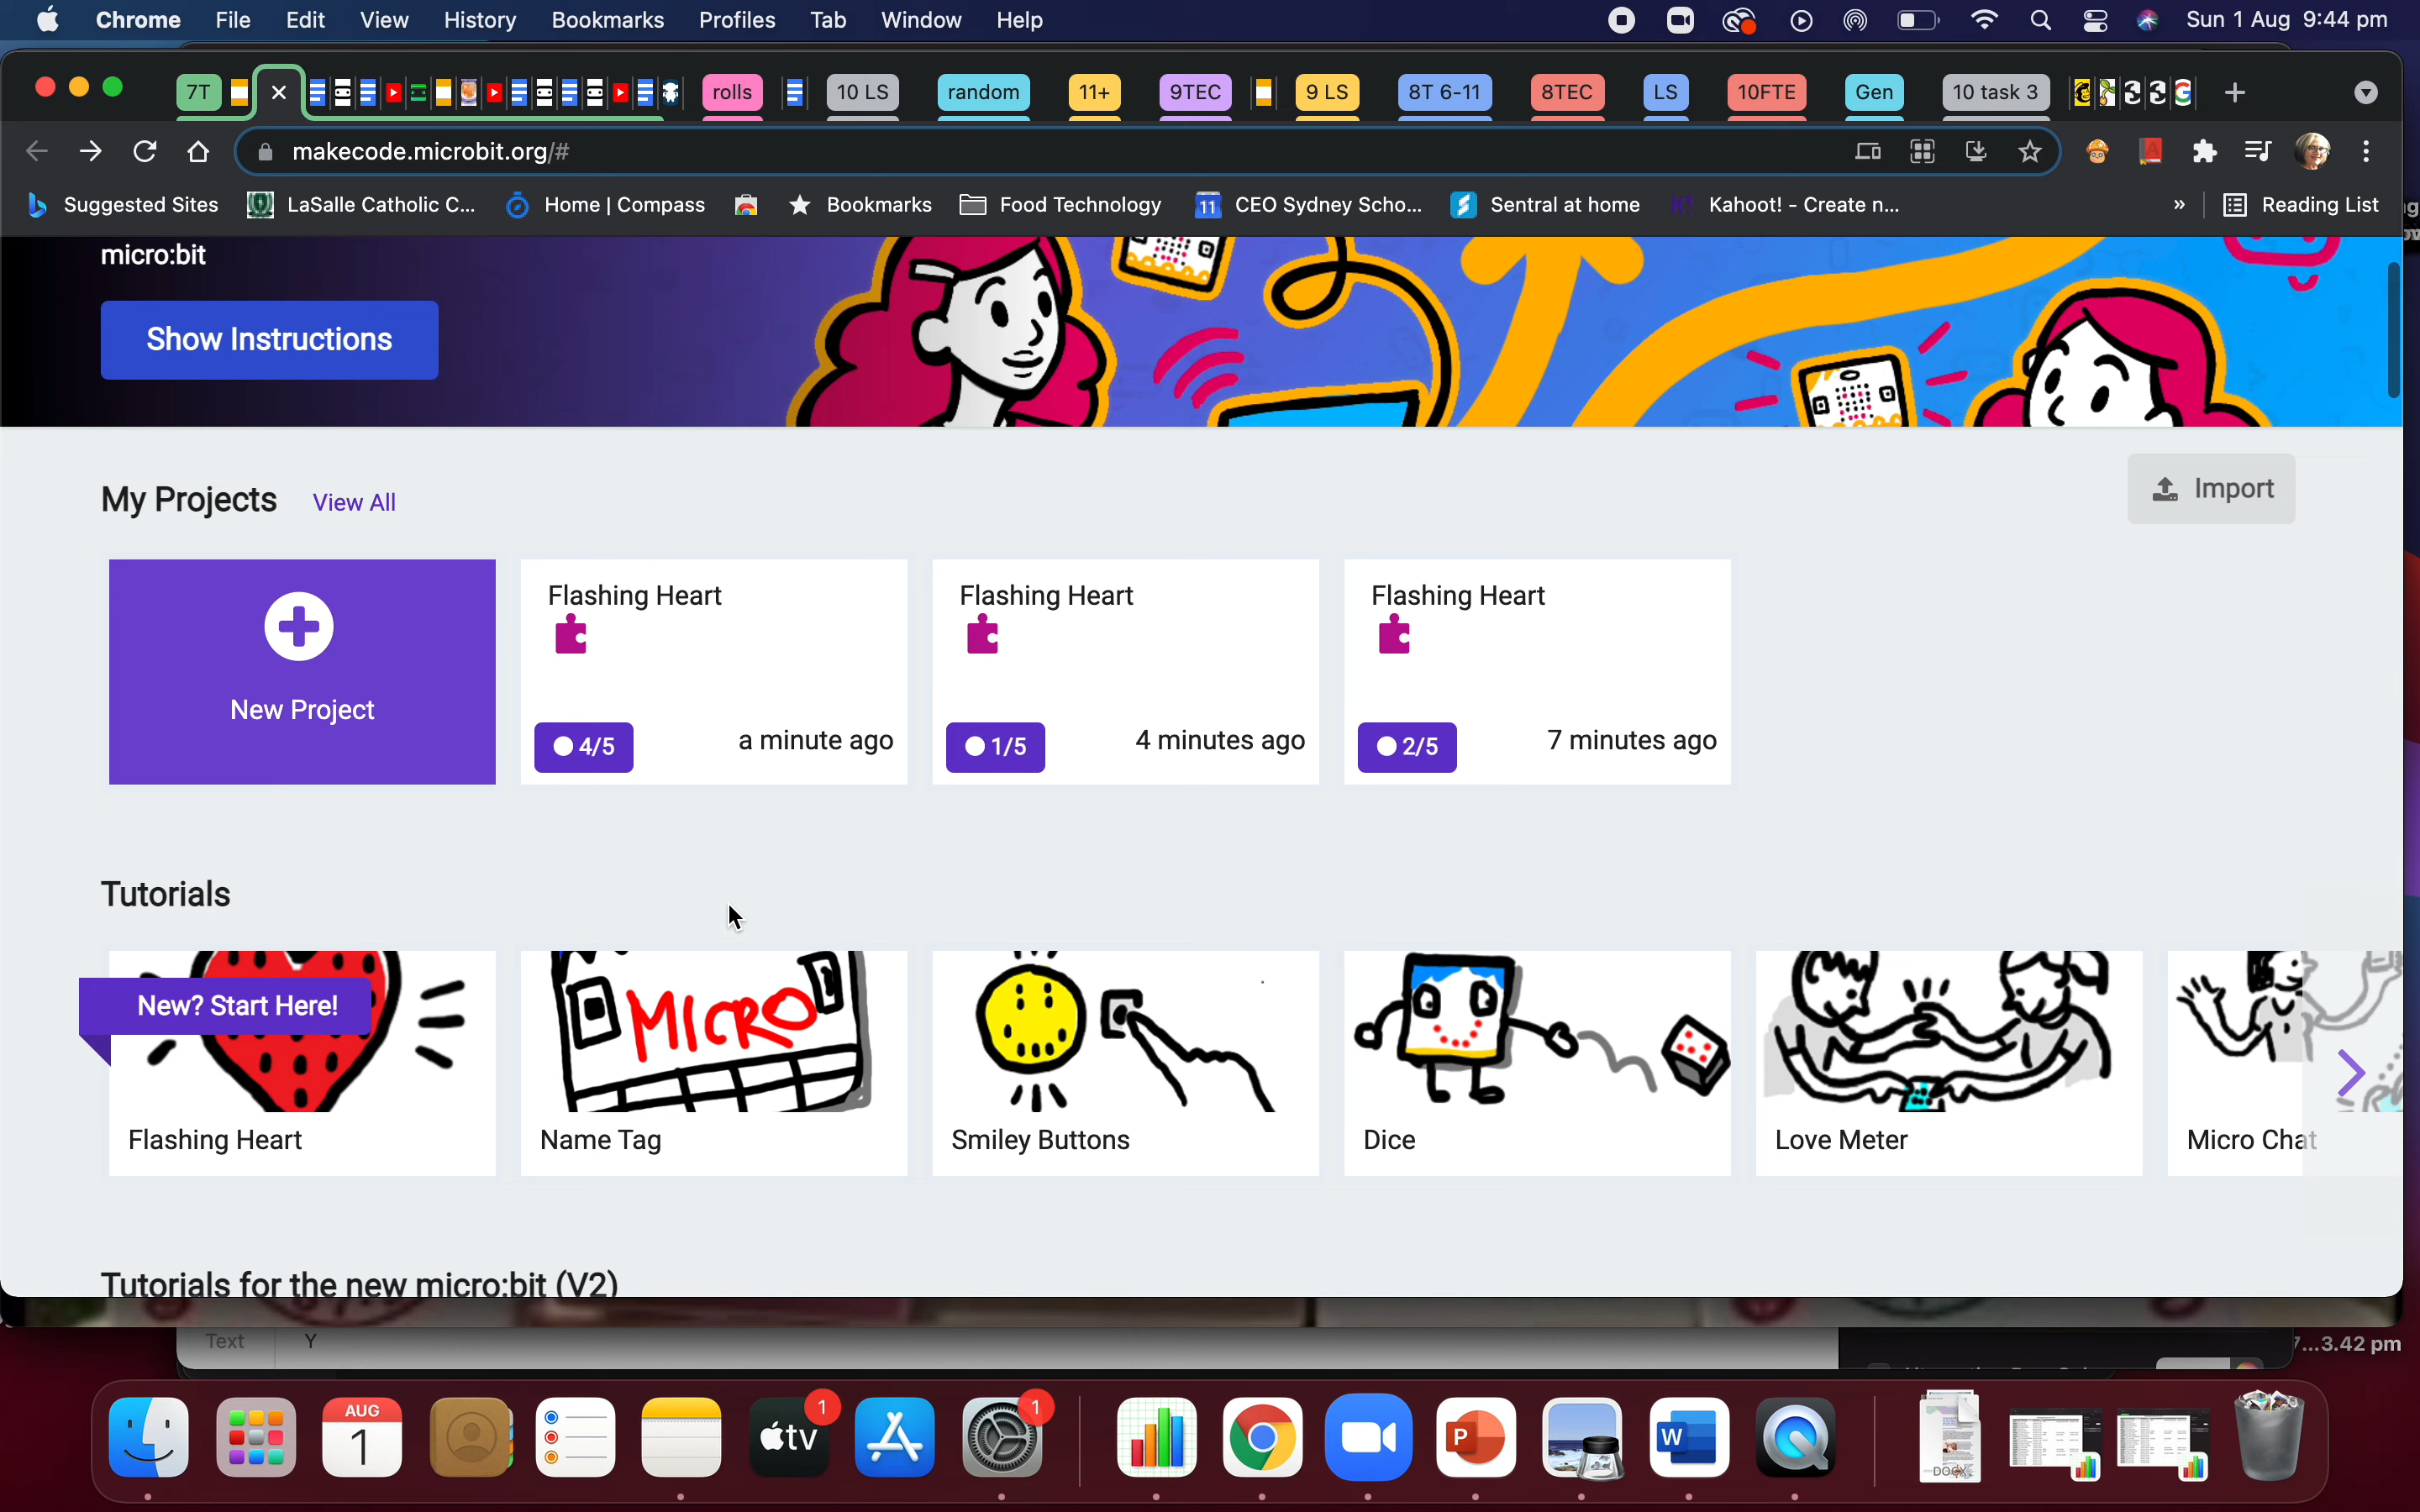 Chrome File Edit View History Bookmarks Profiles Tab Window Help Sun 1 Aug 9:44 pm
7T rolls 10 LS random 11+ 9TEC 9 LS 8T 6-11 8TEC LS 10FTE Gen 10 task 3
makecode.microbit.org/#
Suggested Sites LaSalle Catholic C... Home | Compass Bookmarks Food Technology 11 CEO Sydney Scho... Sentral at home K! Kahoot! - Create n... » Reading List
micro:bit
Show Instructions
My Projects View All Import
Flashing Heart Flashing Heart Flashing Heart
New Project
4/5 a minute ago 1/5 4 minutes ago 2/5 7 minutes ago
Tutorials
New? Start Here! MICRO
Flashing Heart Name Tag Smiley Buttons Dice Love Meter Micro Chat
Tutorials for the new micro:bit (V2)
Text Y 7...3.42 pm
AUG
1
tv 1 1 P W DOCX